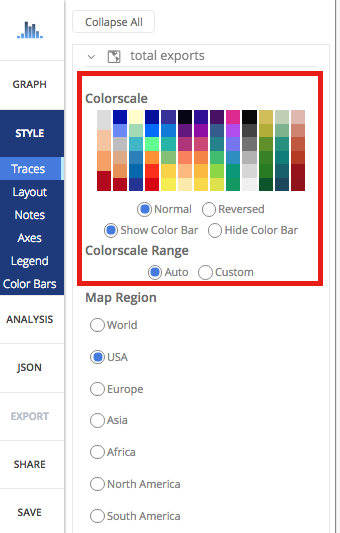 Collapse All
total exports
GRAPH
Colorscale
STYLE
Traces
Layout
Normal Reversed
Notes
Show Color Bar Hide Color Bar
Axes
Colorscale Range
Legend
Auto Custom
Color Bars
Map Region
ANALYSIS
World
USA
JSON
Europe
EXPORT
Asia
Africa
SHARE
North America
SAVE
South America